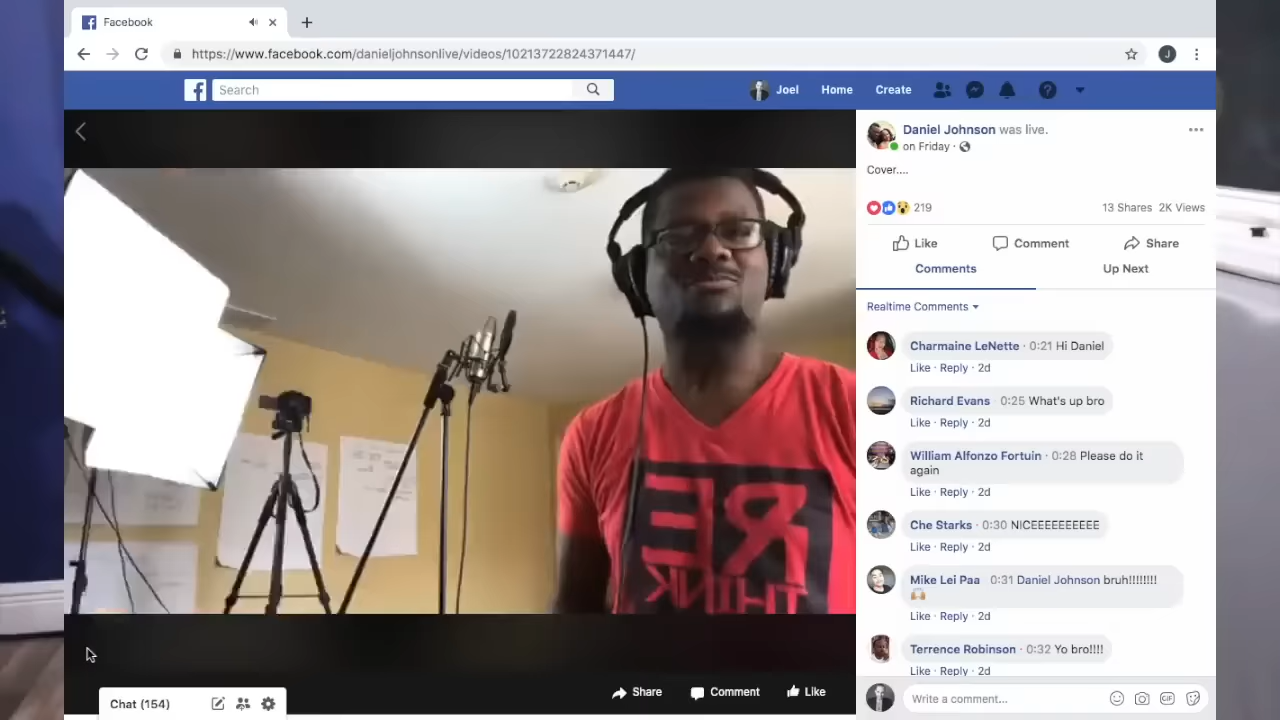 Facebook
https://www.facebook.com/danieljohnsonlive/videos/10213722824371447/
J
Search
Joel
Home
Create
Daniel Johnson was live.
on Friday ·
Cover....
219
13 Shares 2K Views
Like
Comment
Share
Comments
Up Next
Realtime Comments
Charmaine LeNette · 0:21 Hi Daniel
Like · Reply · 2d
Richard Evans · 0:25 What's up bro
Like · Reply · 2d
William Alfonzo Fortuin · 0:28 Please do it
again
Like · Reply · 2d
Che Starks · 0:30 NICEEEEEEEEEE
Like · Reply · 2d
Mike Lei Paa · 0:31 Daniel Johnson bruh!!!!!!!!
Like · Reply · 2d
Terrence Robinson · 0:32 Yo bro!!!!
Like · Reply · 2d
Write a comment...
GIF
RE
THINK
Share
Comment
Like
Chat (154)